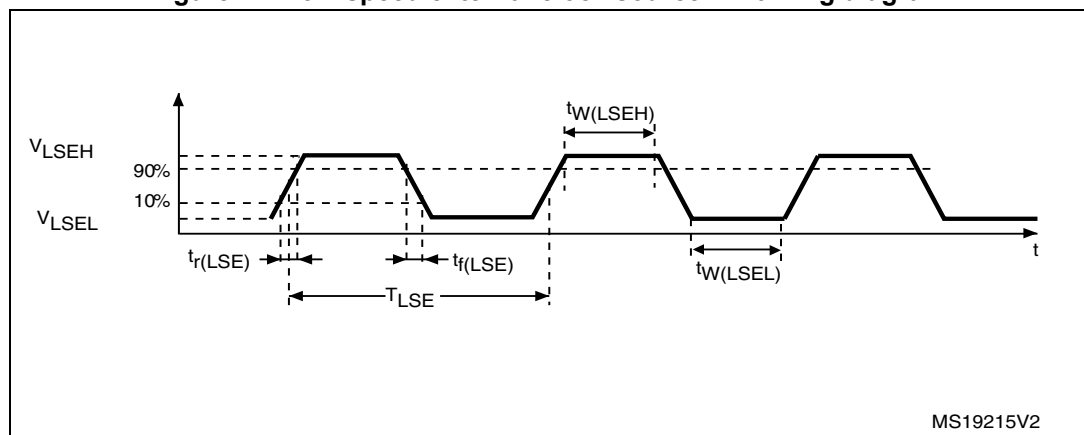 tW(LSEH)
VLSEH
90%
10%
VLSEL
tr(LSE)
tf(LSE)
tW(LSEL)
t
TLSE
MS19215V2